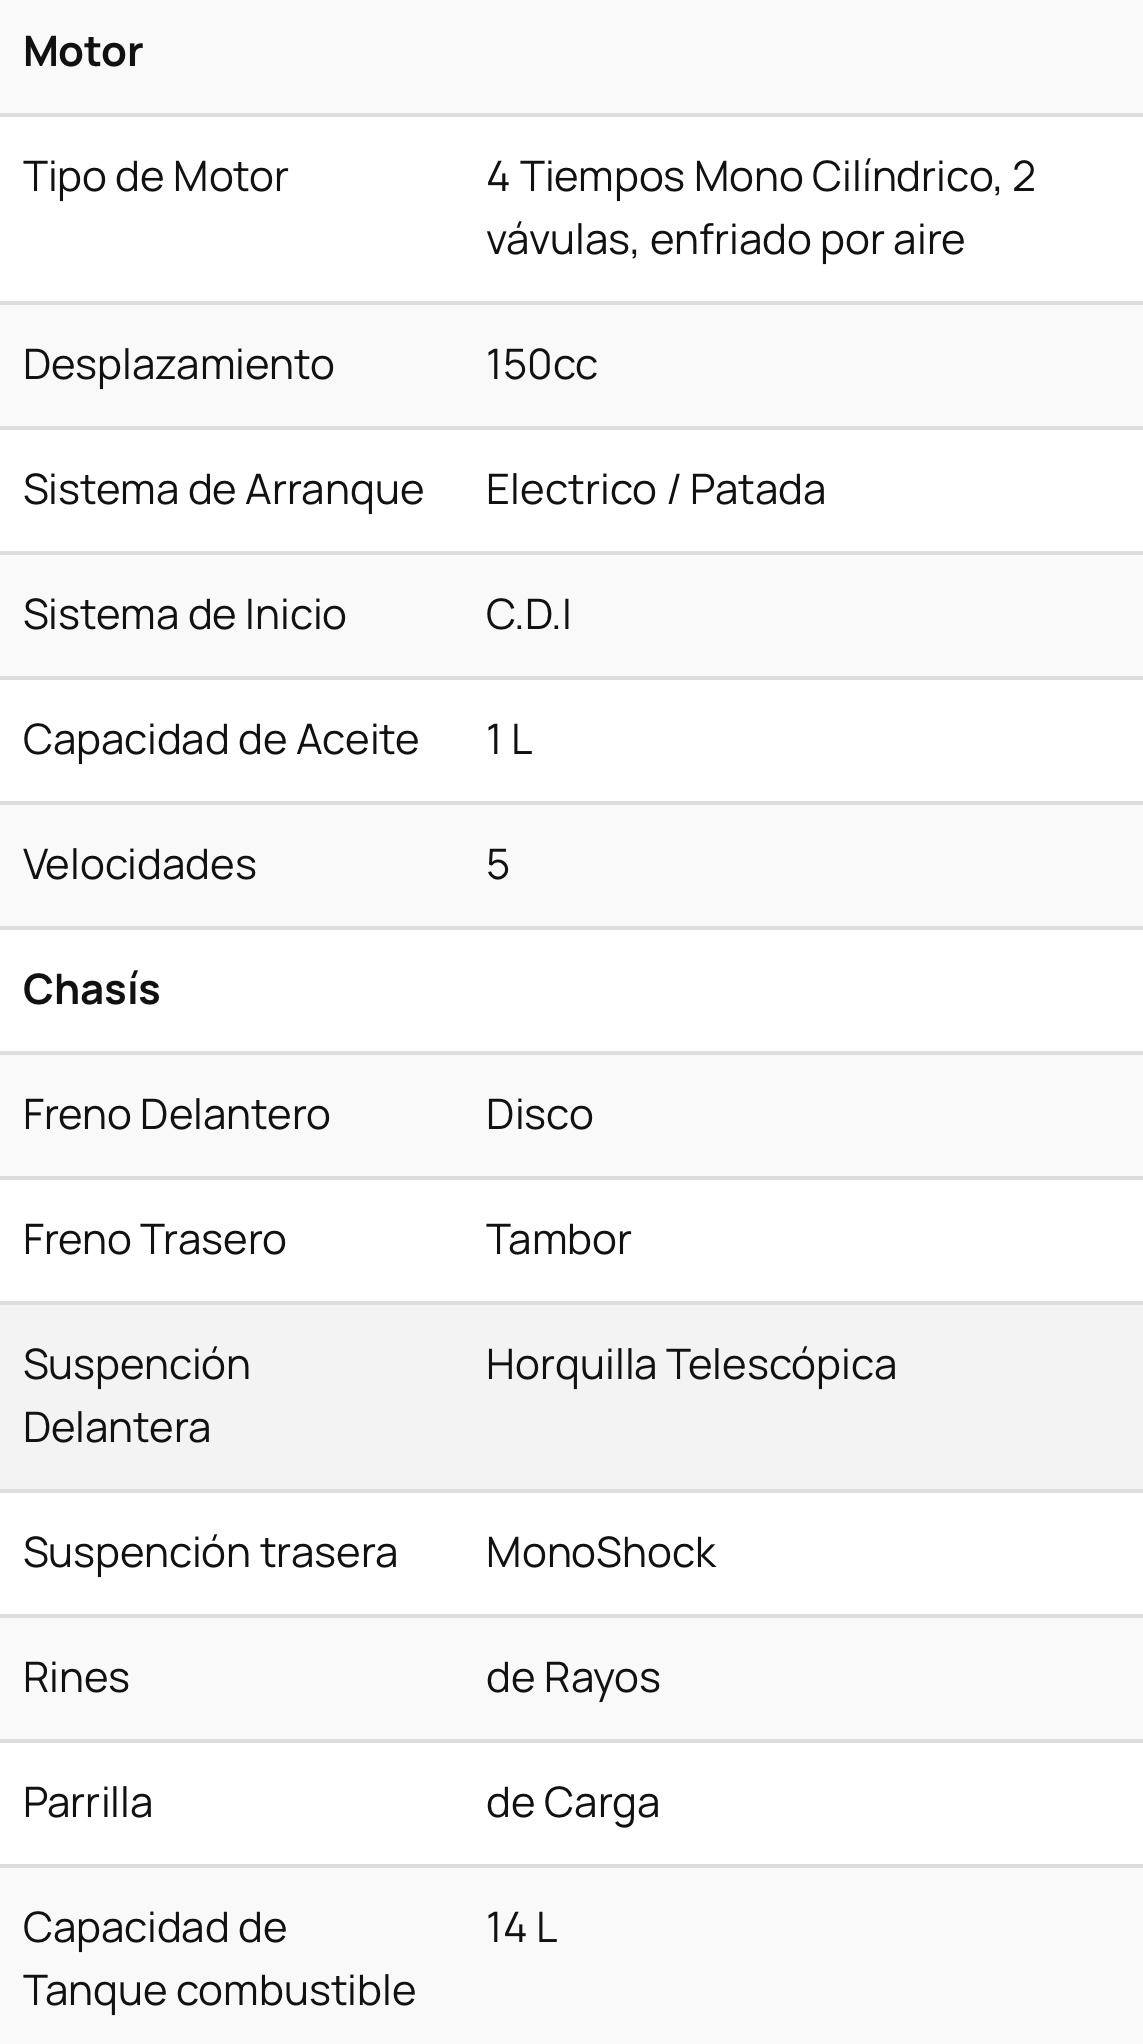 Motor
Tipo de Motor 4 Tiempos Mono Cilíndrico, 2
vávulas, enfriado por aire
Desplazamiento 150cc
Sistema de Arranque Electrico / Patada
Sistema de Inicio C.D.I
Capacidad de Aceite 1 L
Velocidades 5
Chasís
Freno Delantero Disco
Freno Trasero Tambor
Suspención Horquilla Telescópica
Delantera
Suspención trasera MonoShock
Rines de Rayos
Parrilla de Carga
Capacidad de 14 L
Tanque combustible